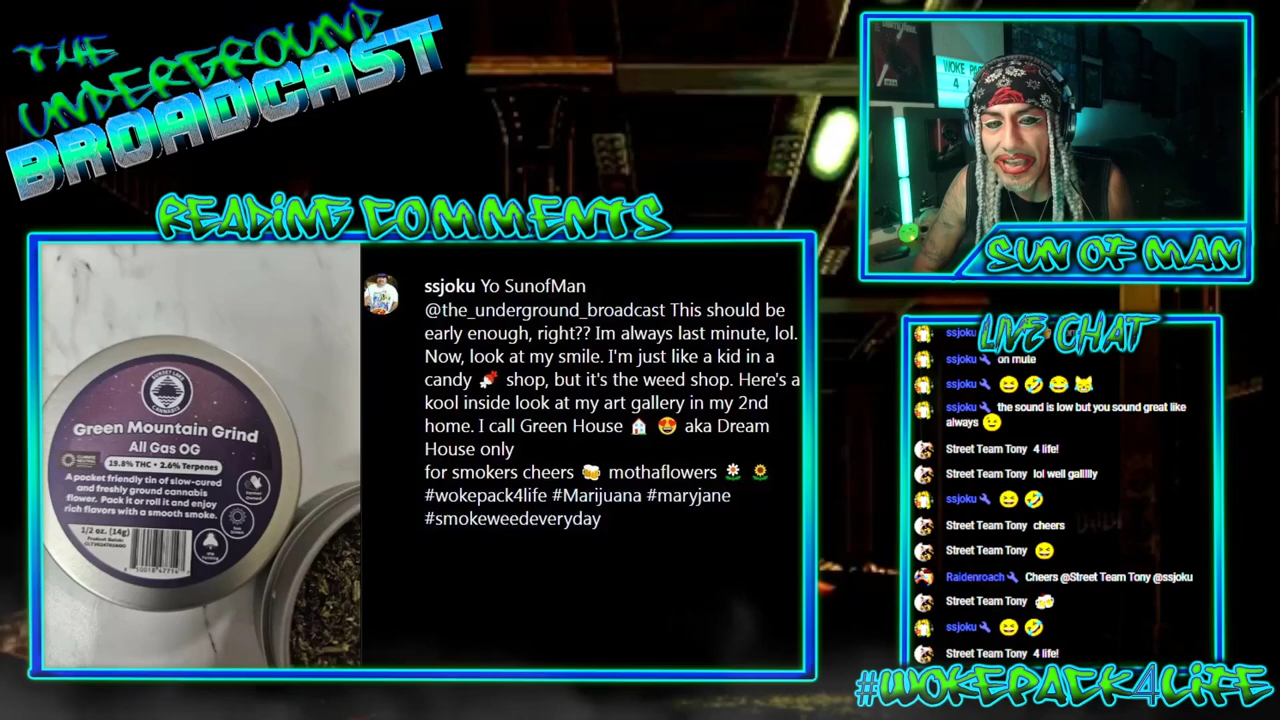 THE
UNDERGROUND
BROADCAST
READING COMMENTS
SUNSET LAKE
CANNABIS
Green Mountain Grind
All Gas OG
19.8% THC • 2.6% Terpenes
A pocket friendly tin of slow-cured
and freshly ground cannabis
flower. Pack it or roll it and enjoy
rich flavors with a smooth smoke.
1/2 oz. (14g)
ssjoku Yo SunofMan
@the_underground_broadcast This should be
early enough, right?? Im always last minute, lol.
Now, look at my smile. I'm just like a kid in a
candy 🍬 shop, but it's the weed shop. Here's a
kool inside look at my art gallery in my 2nd
home. I call Green House 🏠 😍 aka Dream
House only
for smokers cheers 🍻 mothaflowers 🌷 🌻
#wokepack4life #Marijuana #maryjane
#smokeweedeveryday
WOKE PA
4
SUN OF MAN
LIVE CHAT
ssjoku
ssjoku on mute
ssjoku 😆 🤣 😂 😹
ssjoku the sound is low but you sound great like
always 😉
Street Team Tony 4 life!
Street Team Tony lol well gallllly
ssjoku 😆 🤣
Street Team Tony cheers
Street Team Tony 😆
Raidenroach Cheers @Street Team Tony @ssjoku
Street Team Tony 🍻
ssjoku 😆 🤣
Street Team Tony 4 life!
#WOKEPACK4LIFE